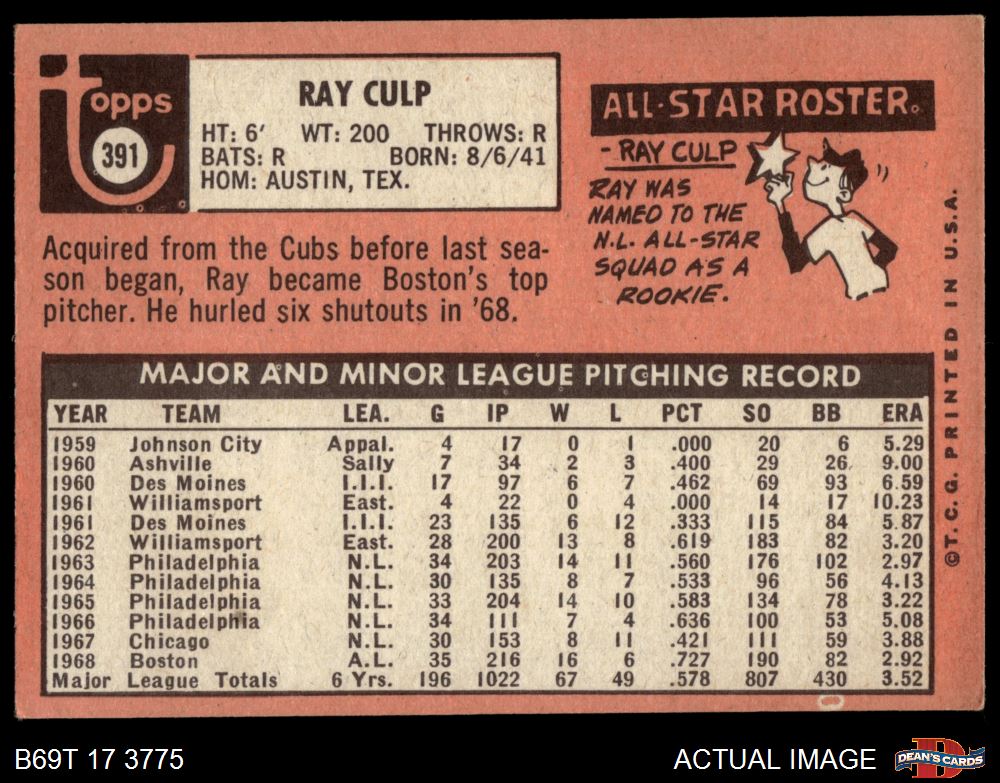 Topps
391
RAY CULP
HT: 6' WT: 200 THROWS: R
BATS: R BORN: 8/6/41
HOM: AUSTIN, TEX.
Acquired from the Cubs before last sea-
son began, Ray became Boston's top
pitcher. He hurled six shutouts in '68.
ALL-STAR ROSTER.
- RAY CULP
RAY WAS
NAMED TO THE
N.L. ALL-STAR
SQUAD AS A
ROOKIE.
©T.C.G. PRINTED IN U.S.A.
MAJOR AND MINOR LEAGUE PITCHING RECORD
YEAR TEAM LEA. G IP W L PCT SO BB ERA
1959 Johnson City Appal. 4 17 0 1 .000 20 6 5.29
1960 Ashville Sally 7 34 2 3 .400 29 26 9.00
1960 Des Moines I.I.I. 17 97 6 7 .462 69 93 6.59
1961 Williamsport East. 4 22 0 4 .000 14 17 10.23
1961 Des Moines I.I.I. 23 135 6 12 .333 115 84 5.87
1962 Williamsport East. 28 200 13 8 .619 183 82 3.20
1963 Philadelphia N.L. 34 203 14 11 .560 176 102 2.97
1964 Philadelphia N.L. 30 135 8 7 .533 96 56 4.13
1965 Philadelphia N.L. 33 204 14 10 .583 134 78 3.22
1966 Philadelphia N.L. 34 111 7 4 .636 100 53 5.08
1967 Chicago N.L. 30 153 8 11 .421 111 59 3.88
1968 Boston A.L. 35 216 16 6 .727 190 82 2.92
Major League Totals 6 Yrs. 196 1022 67 49 .578 807 430 3.52
B69T 17 3775
ACTUAL IMAGE
D
DEAN'S CARDS